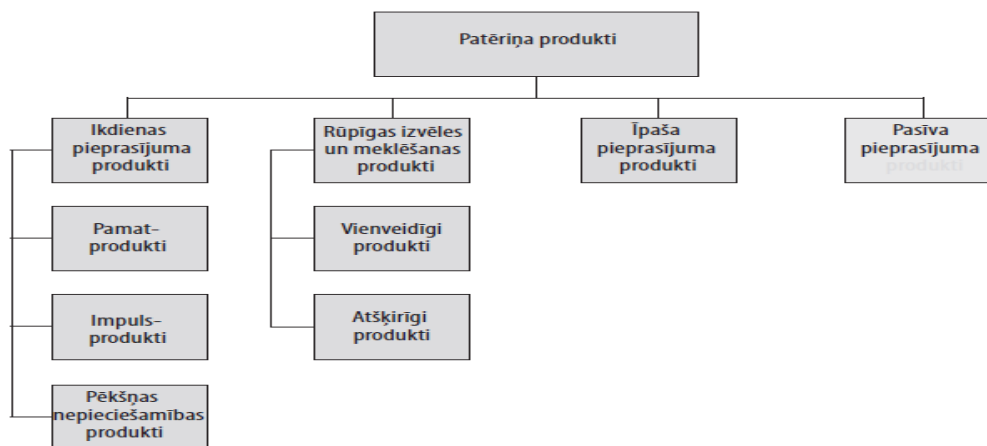 Patēriņa produkti
Ikdienas
pieprasījuma
produkti
Rūpīgas izvēles
un meklēšanas
produkti
Īpaša
pieprasījuma
produkti
Pasīva
pieprasījuma
produkti
Pamat-
produkti
Vienveidīgi
produkti
Impuls-
produkti
Atšķirīgi
produkti
Pēkšņas
nepieciešamības
produkti